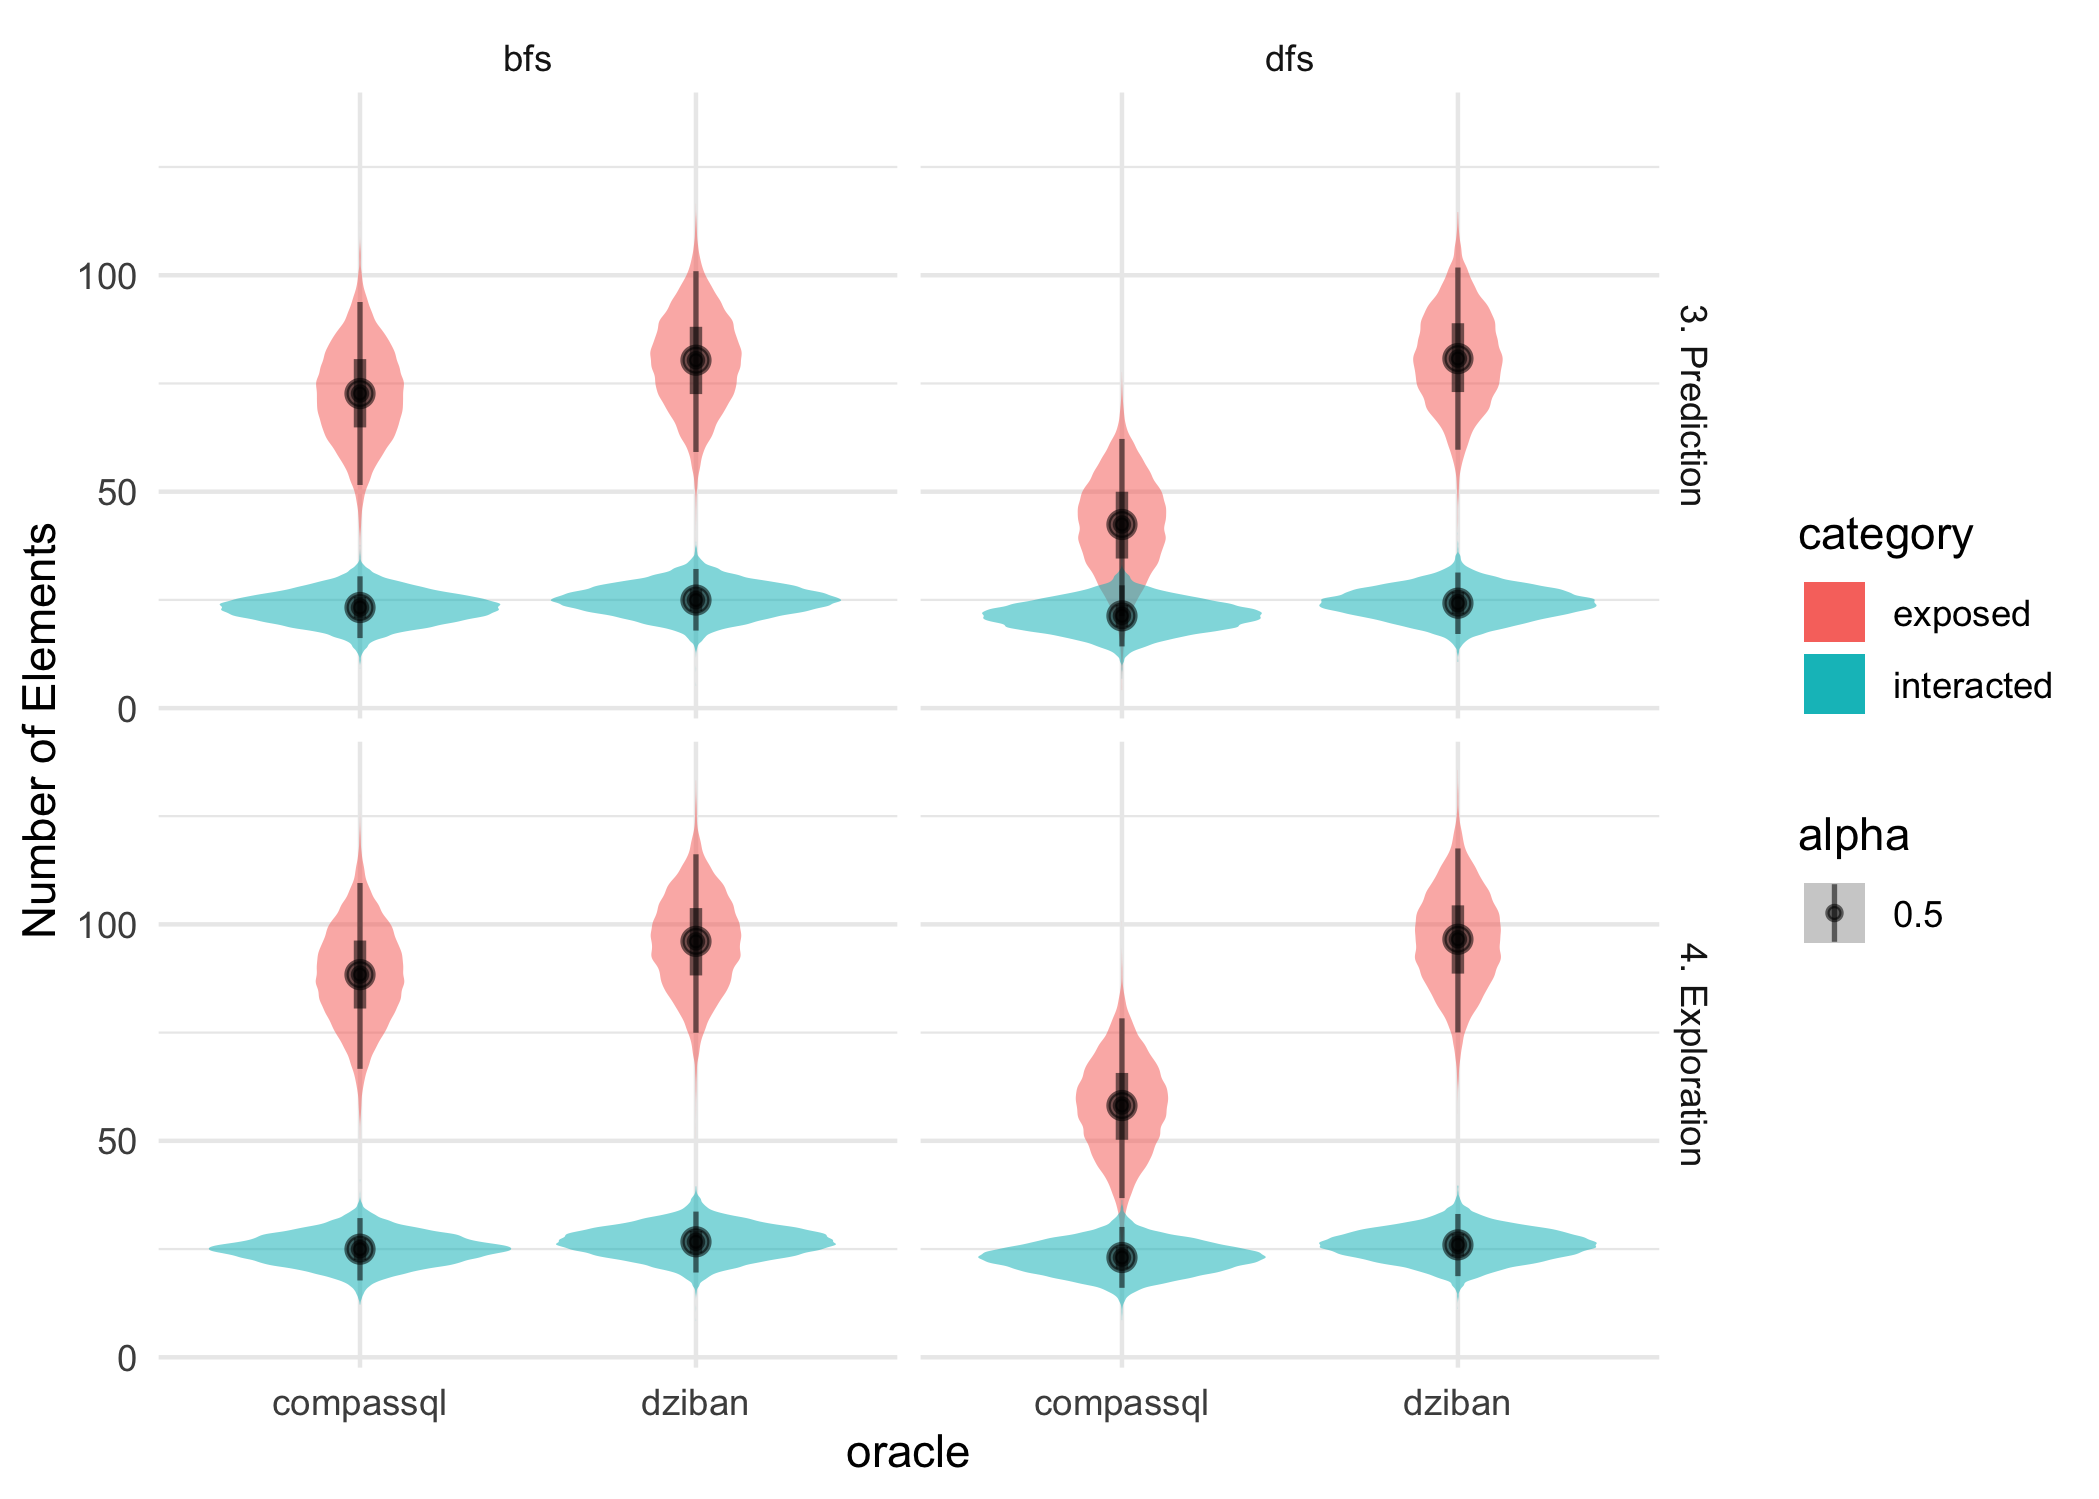 bfs
dfs
100
50
0
3. Prediction
100
50
0
4. Exploration
Number of Elements
compassql
dziban
compassql
dziban
oracle
category
exposed
interacted
alpha
0.5